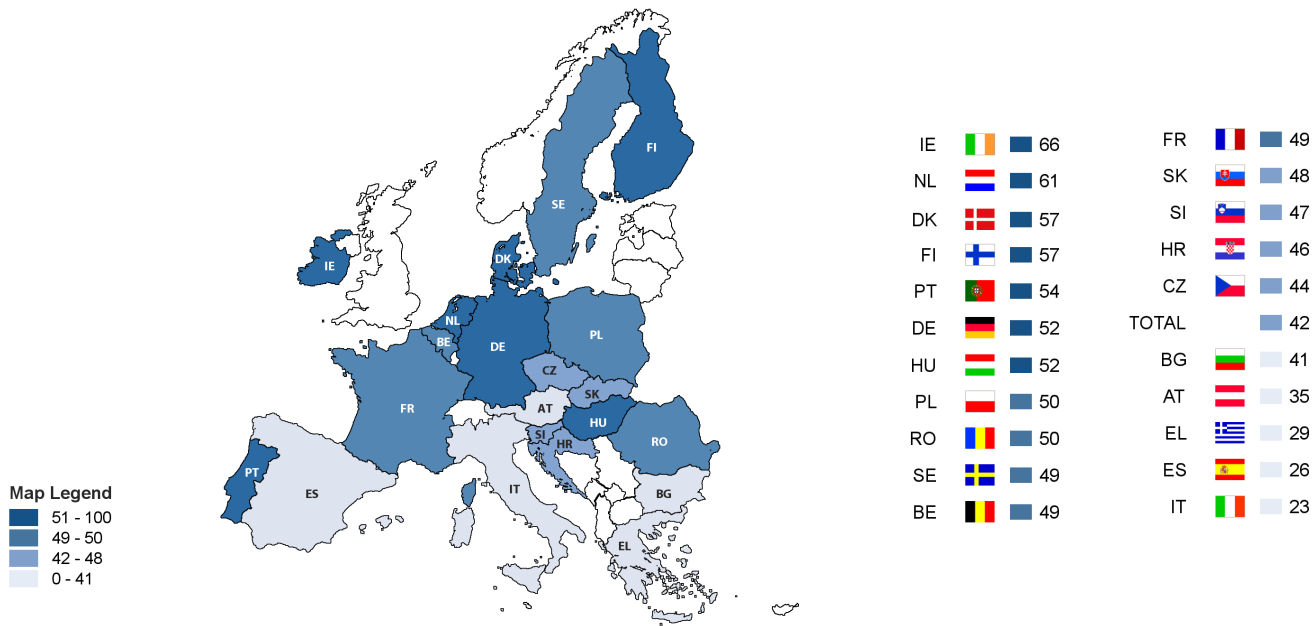 FI
SE
DK
IE
NL
BE
DE
PL
CZ
SK
AT
FR
HU
SI
HR
RO
PT
ES
IT
BG
EL
Map Legend
51 - 100
49 - 50
42 - 48
0 - 41
IE 66
NL 61
DK 57
FI 57
PT 54
DE 52
HU 52
PL 50
RO 50
SE 49
BE 49
FR 49
SK 48
SI 47
HR 46
CZ 44
TOTAL 42
BG 41
AT 35
EL 29
ES 26
IT 23